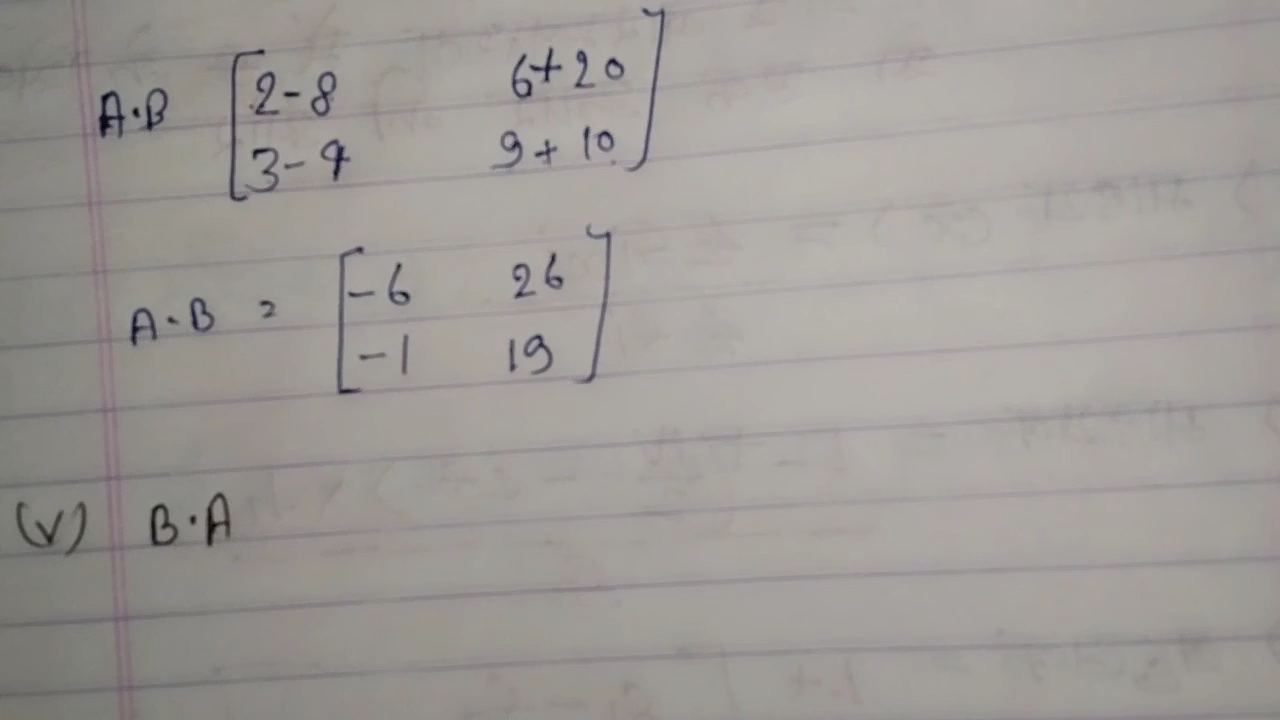 A·B [2-8 6+20
3-4 9+10]
A·B = [-6 26
-1 19]
(v) B·A